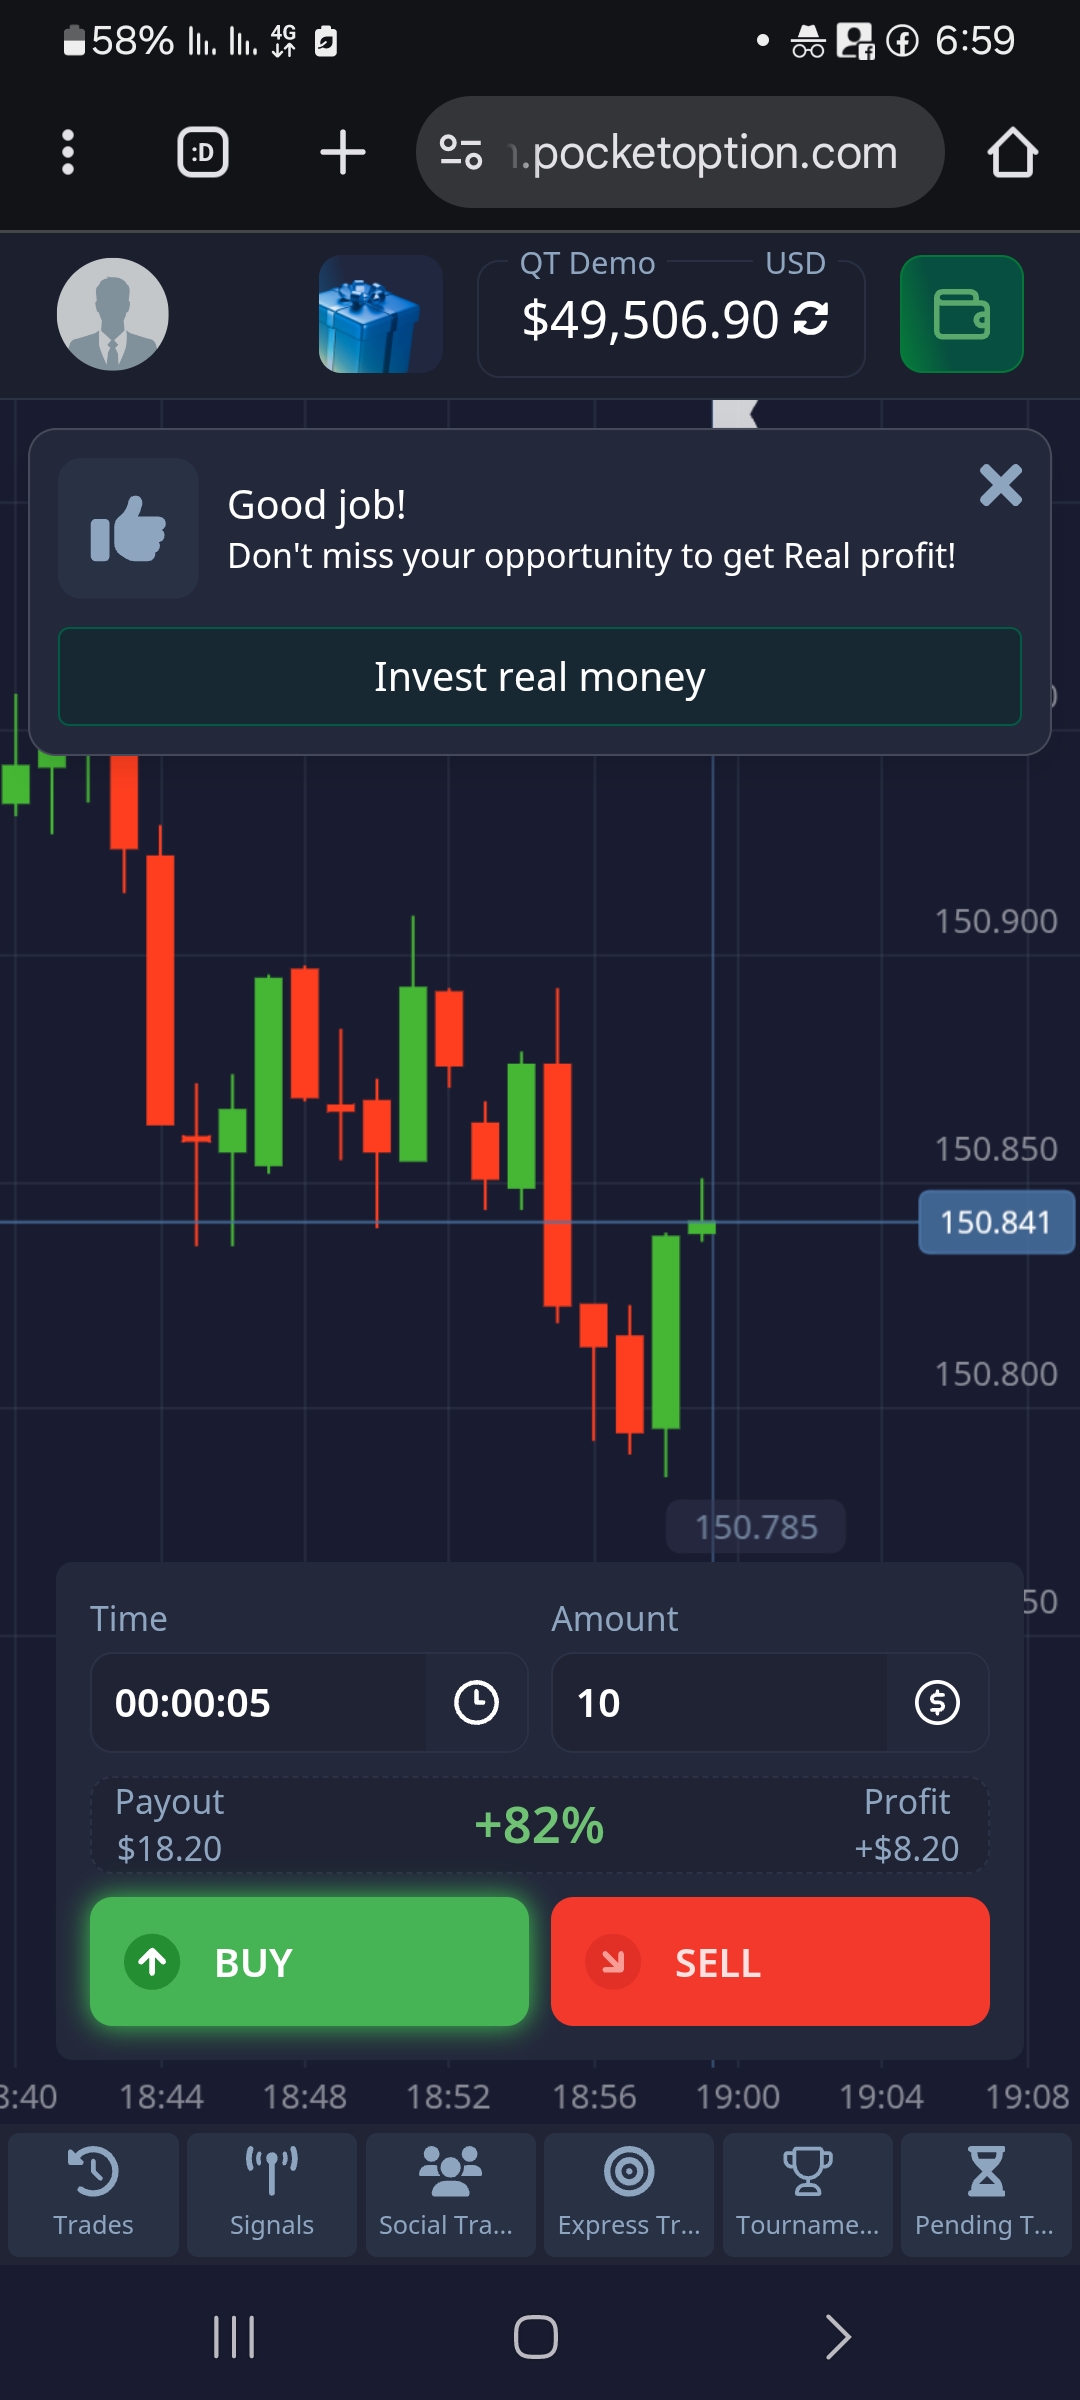 58% 4G 6:59
:D .pocketoption.com
QT Demo USD
$49,506.90
Good job!
Don't miss your opportunity to get Real profit!
Invest real money
150.900
150.850
150.841
150.800
150.785
50
Time Amount
00:00:05 10
Payout +82% Profit
$18.20 +$8.20
BUY SELL
8:40 18:44 18:48 18:52 18:56 19:00 19:04 19:08
Trades Signals Social Tra... Express Tr... Tourname... Pending T...